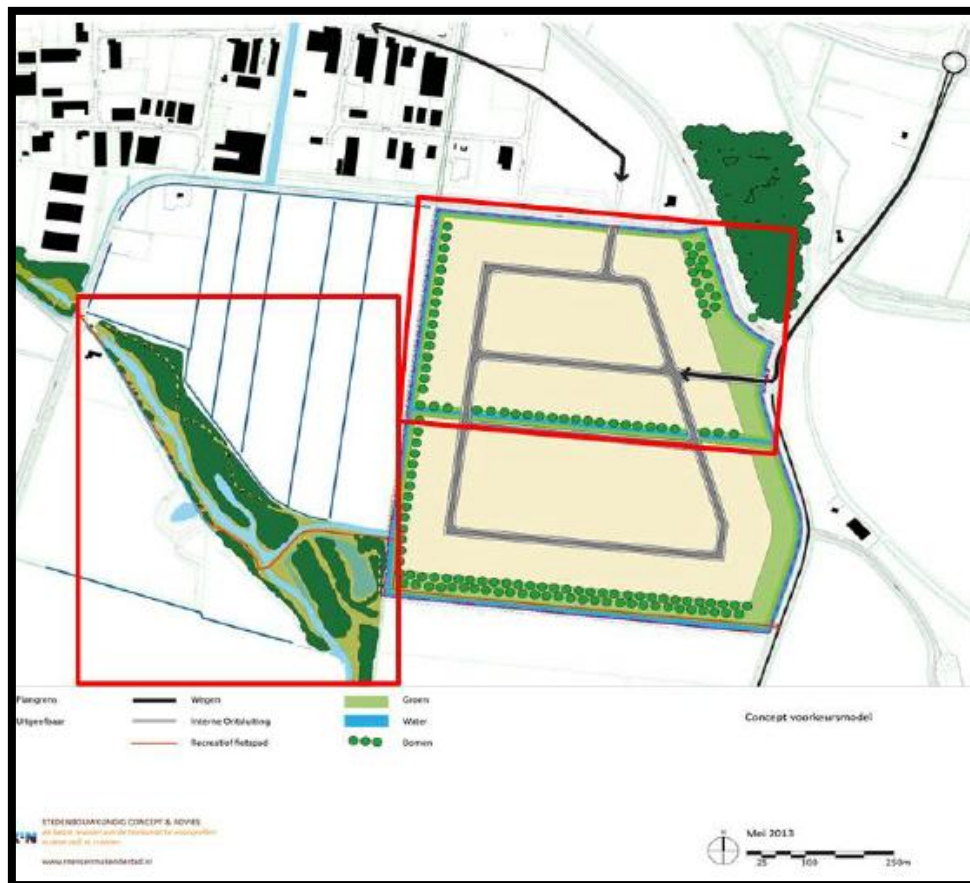 Plangrens
Wegen
Groen
Uitgeefbaar
Interne Ontsluiting
Water
Recreatief fietspad
Bomen
Concept voorkeursmodel
STEDENBOUWKUNDIG CONCEPT & ADVIES
Mei 2013
25 100 250m